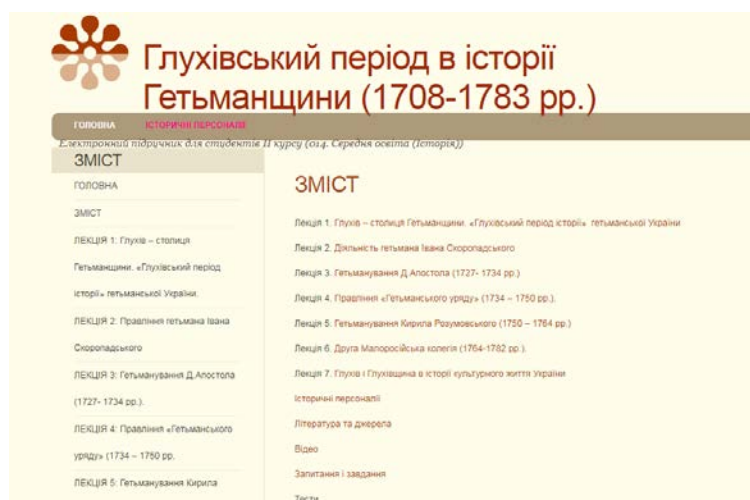 Глухівський період в історії
Гетьманщини (1708-1783 рр.)
ГОЛОВНА ІСТОРИЧНІ ПЕРСОНАЛІЇ
Електронний підручник для студентів II курсу (014. Середня освіта (Історія))
ЗМІСТ
ГОЛОВНА
ЗМІСТ
ЛЕКЦІЯ 1: Глухів – столиця
Гетьманщини. «Глухівський період
історії» гетьманської України.
ЛЕКЦІЯ 2: Правління гетьмана Івана
Скоропадського
ЛЕКЦІЯ 3: Гетьманування Д.Апостола
(1727- 1734 рр.).
ЛЕКЦІЯ 4: Правління «Гетьманського
уряду» (1734 – 1750 рр.
ЛЕКЦІЯ 5: Гетьманування Кирила
ЗМІСТ
Лекція 1. Глухів – столиця Гетьманщини. «Глухівський період історії» гетьманської України
Лекція 2. Діяльність гетьмана Івана Скоропадського
Лекція 3. Гетьманування Д.Апостола (1727- 1734 рр.)
Лекція 4. Правління «Гетьманського уряду» (1734 – 1750 рр.).
Лекція 5. Гетьманування Кирила Розумовського (1750 – 1764 рр.)
Лекція 6. Друга Малоросійська колегія (1764-1782 рр.).
Лекція 7. Глухів і Глухівщина в історії культурного життя України
Історичні персоналії
Література та джерела
Відео
Запитання і завдання
Тести